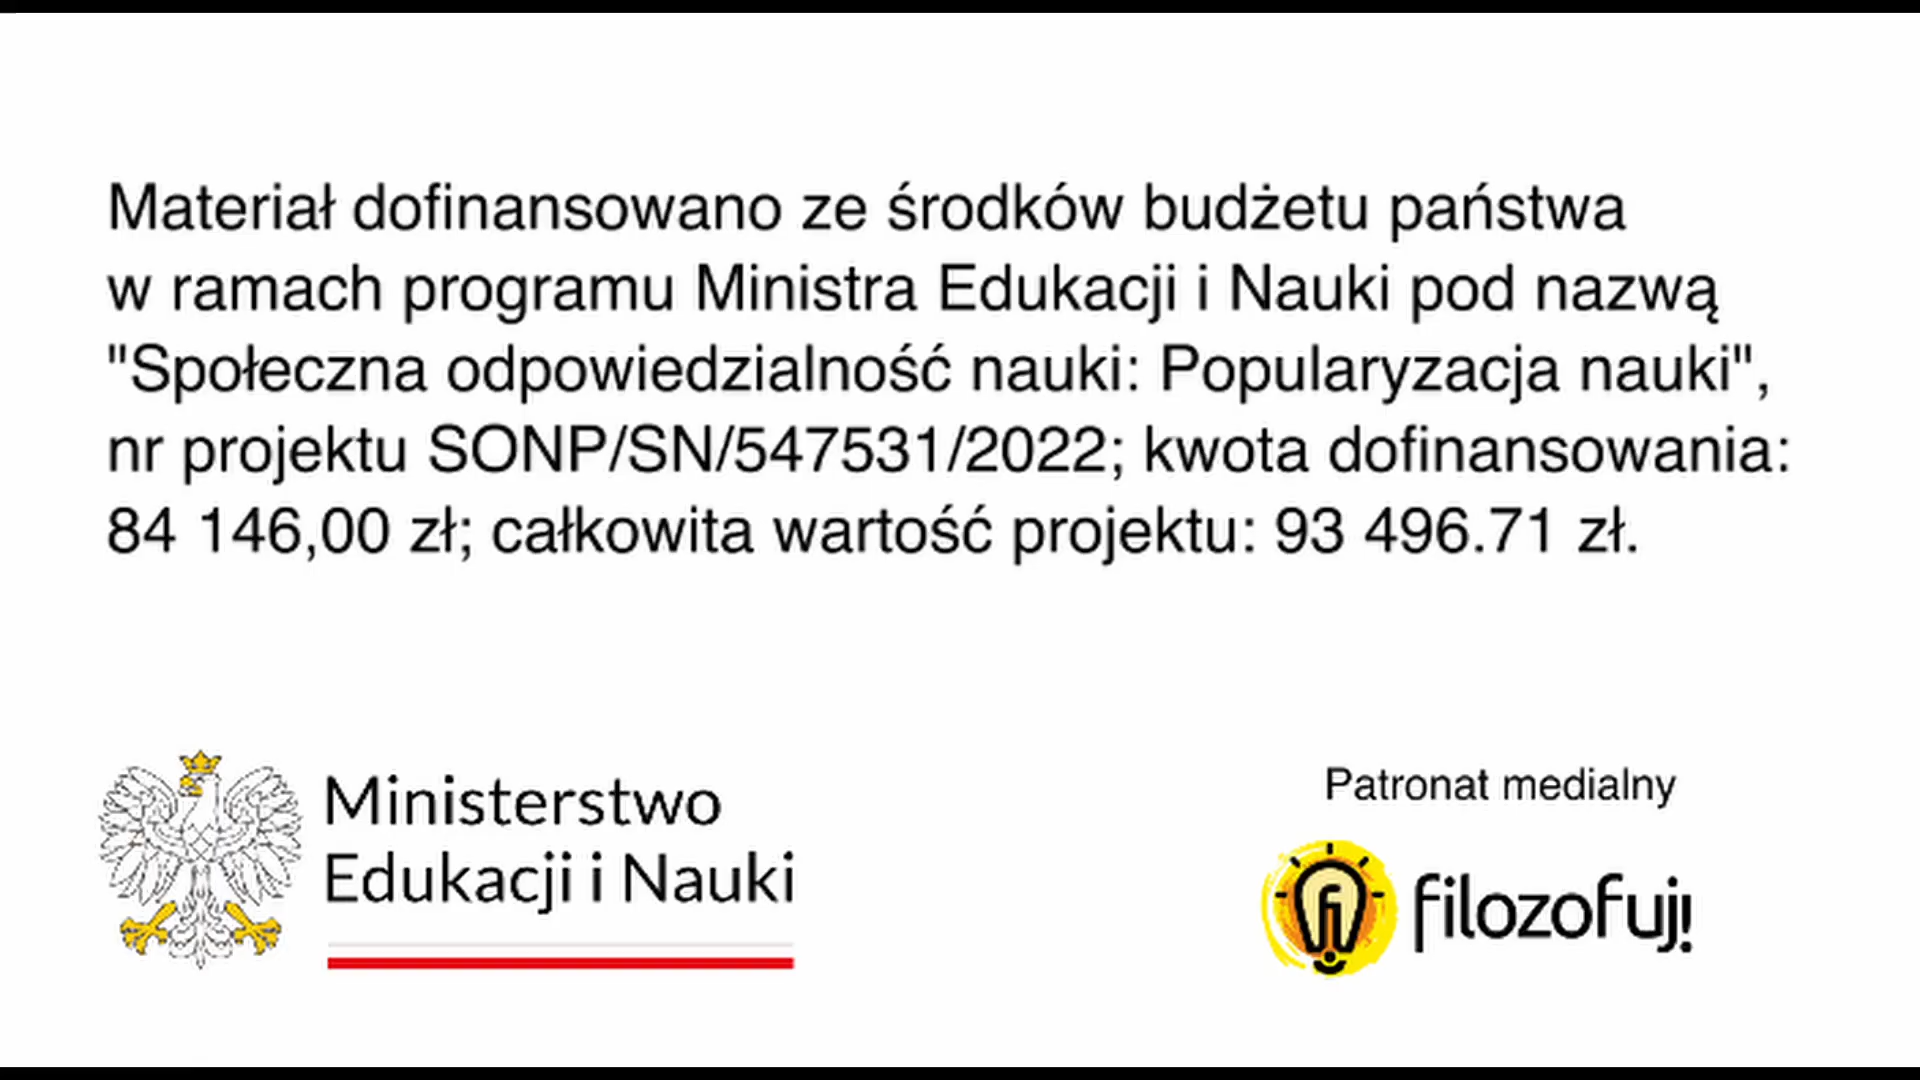 Materiał dofinansowano ze środków budżetu państwa
w ramach programu Ministra Edukacji i Nauki pod nazwą
"Społeczna odpowiedzialność nauki: Popularyzacja nauki",
nr projektu SONP/SN/547531/2022; kwota dofinansowania:
84 146,00 zł; całkowita wartość projektu: 93 496.71 zł.
Ministerstwo
Edukacji i Nauki
Patronat medialny
fi
filozofuj!